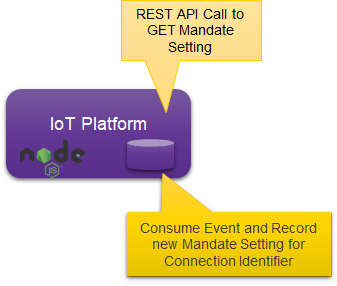 REST API Call to
GET Mandate
Setting
IoT Platform
node
JS
Consume Event and Record
new Mandate Setting for
Connection Identifier